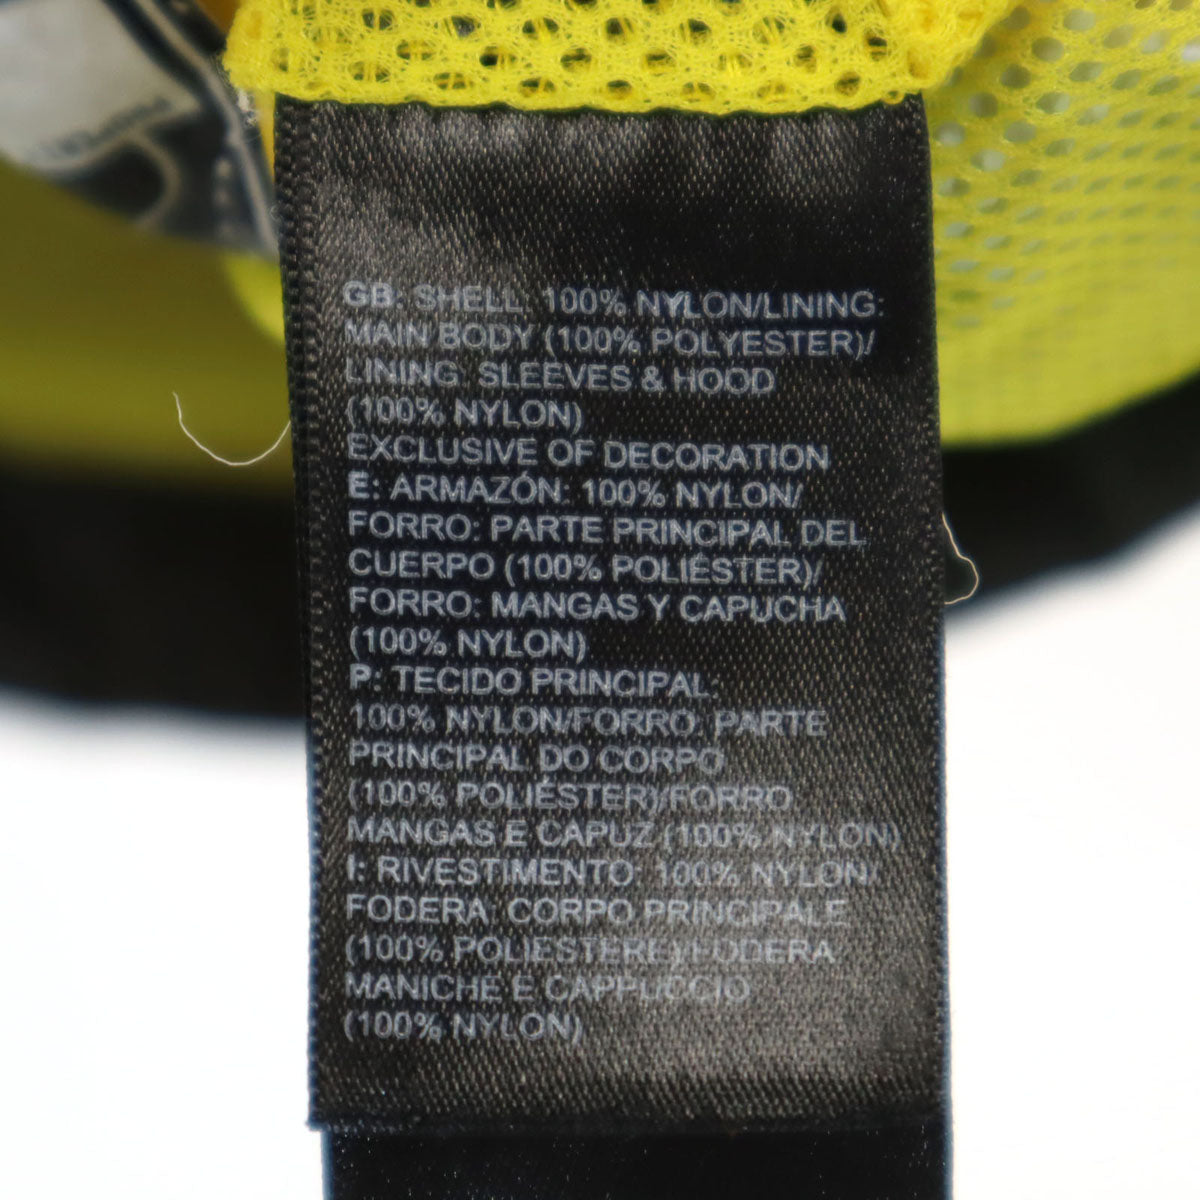 GB: SHELL: 100% NYLON/LINING:
MAIN BODY (100% POLYESTER)/
LINING: SLEEVES & HOOD
(100% NYLON)
EXCLUSIVE OF DECORATION
E: ARMAZÓN: 100% NYLON/
FORRO: PARTE PRINCIPAL DEL
CUERPO (100% POLIÉSTER)/
FORRO: MANGAS Y CAPUCHA
(100% NYLON)
P: TECIDO PRINCIPAL:
100% NYLON/FORRO: PARTE
PRINCIPAL DO CORPO
(100% POLIÉSTER)/FORRO
MANGAS E CAPUZ (100% NYLON)
I: RIVESTIMENTO: 100% NYLON/
FODERA: CORPO PRINCIPALE
(100% POLIESTERE)/FODERA
MANICHE E CAPPUCCIO
(100% NYLON)